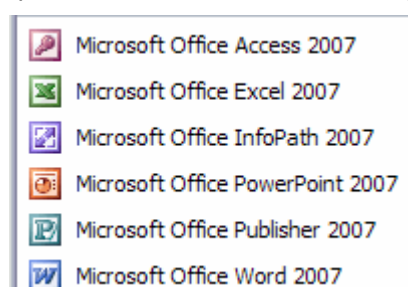 Microsoft Office Access 2007
Microsoft Office Excel 2007
Microsoft Office InfoPath 2007
Microsoft Office PowerPoint 2007
Microsoft Office Publisher 2007
Microsoft Office Word 2007